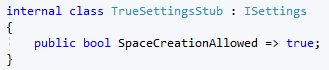 internal class TrueSettingsStub : ISettings
{
    public bool SpaceCreationAllowed => true;
}